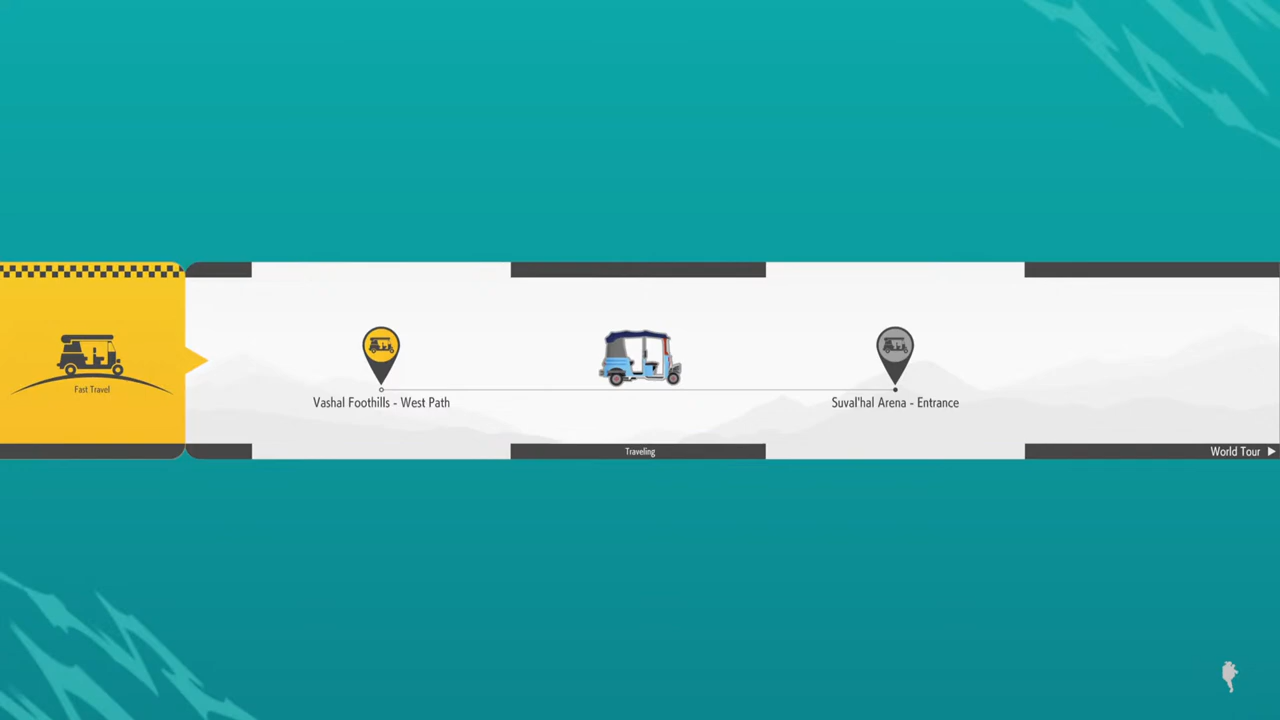 Fast Travel
Vashal Foothills - West Path
Suval'hal Arena - Entrance
Traveling
World Tour